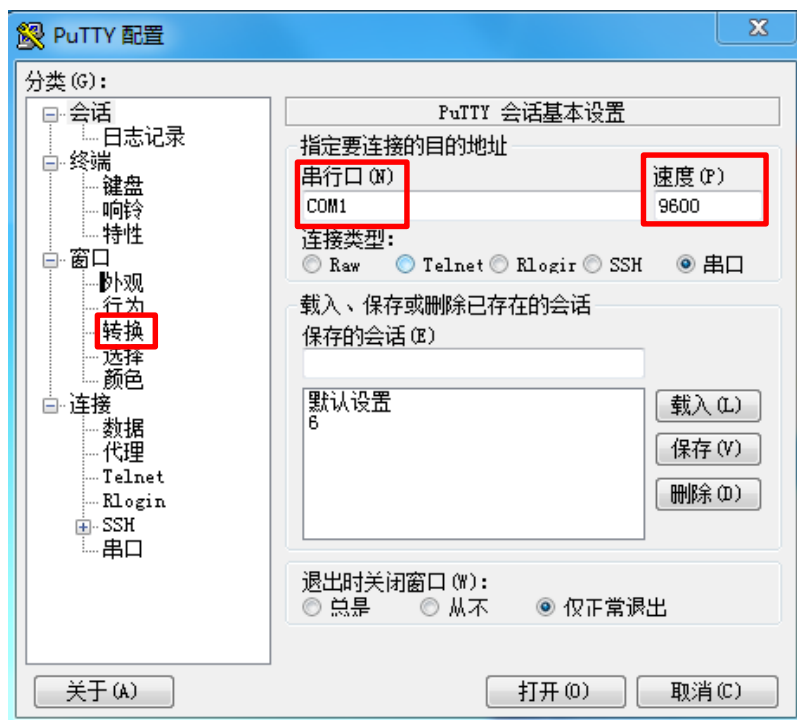 PuTTY 配置
分类(G):
会话
日志记录
终端
键盘
响铃
特性
窗口
外观
行为
转换
选择
颜色
连接
数据
代理
Telnet
Rlogin
SSH
串口
PuTTY 会话基本设置
指定要连接的目的地址
串行口(N) 速度(P)
COM1 9600
连接类型:
Raw Telnet Rlogir SSH 串口
载入、保存或删除已存在的会话
保存的会话(E)
默认设置
6
载入(L)
保存(V)
删除(D)
退出时关闭窗口(W):
总是 从不 仅正常退出
关于(A) 打开(O) 取消(C)